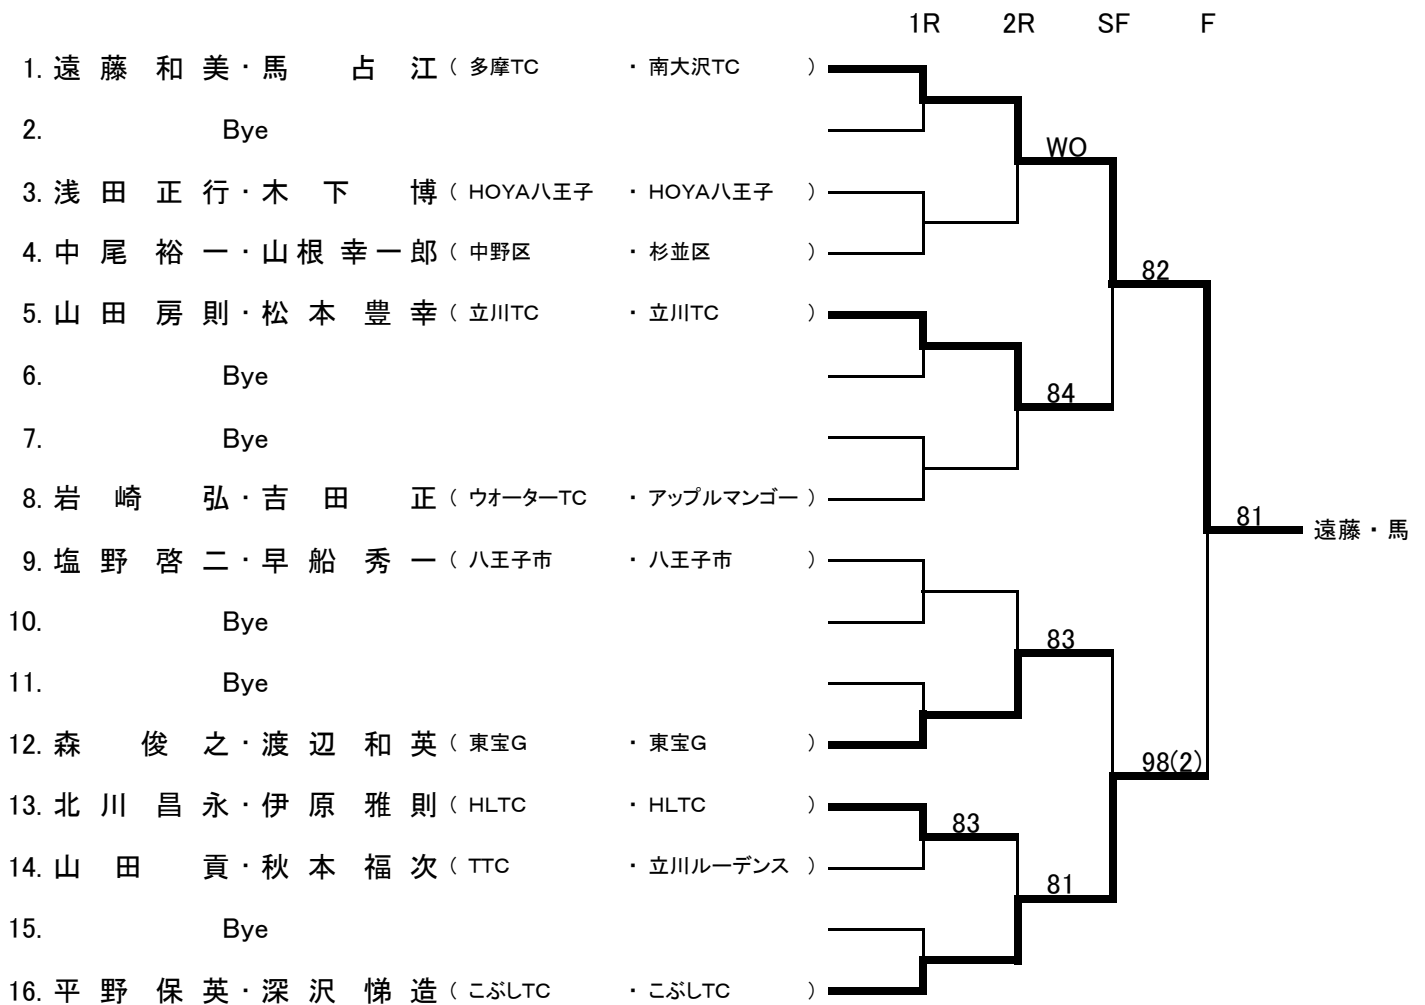 1R 2R SF F
1. 遠藤 和美・馬 占江 ( 多摩TC ・ 南大沢TC )
2. Bye
WO
3. 浅田 正行・木下 博 ( HOYA八王子 ・ HOYA八王子 )
4. 中尾 裕一・山根 幸一郎 ( 中野区 ・ 杉並区 )
82
5. 山田 房則・松本 豊幸 ( 立川TC ・ 立川TC )
6. Bye
84
7. Bye
8. 岩崎 弘・吉田 正 ( ウオーターTC ・ アップルマンゴー )
81
遠藤・馬
9. 塩野 啓二・早船 秀一 ( 八王子市 ・ 八王子市 )
10. Bye
83
11. Bye
12. 森 俊之・渡辺 和英 ( 東宝G ・ 東宝G )
98(2)
13. 北川 昌永・伊原 雅則 ( HLTC ・ HLTC )
83
14. 山田 貢・秋本 福次 ( TTC ・ 立川ルーデンス )
81
15. Bye
16. 平野 保英・深沢 悌造 ( こぶしTC ・ こぶしTC )